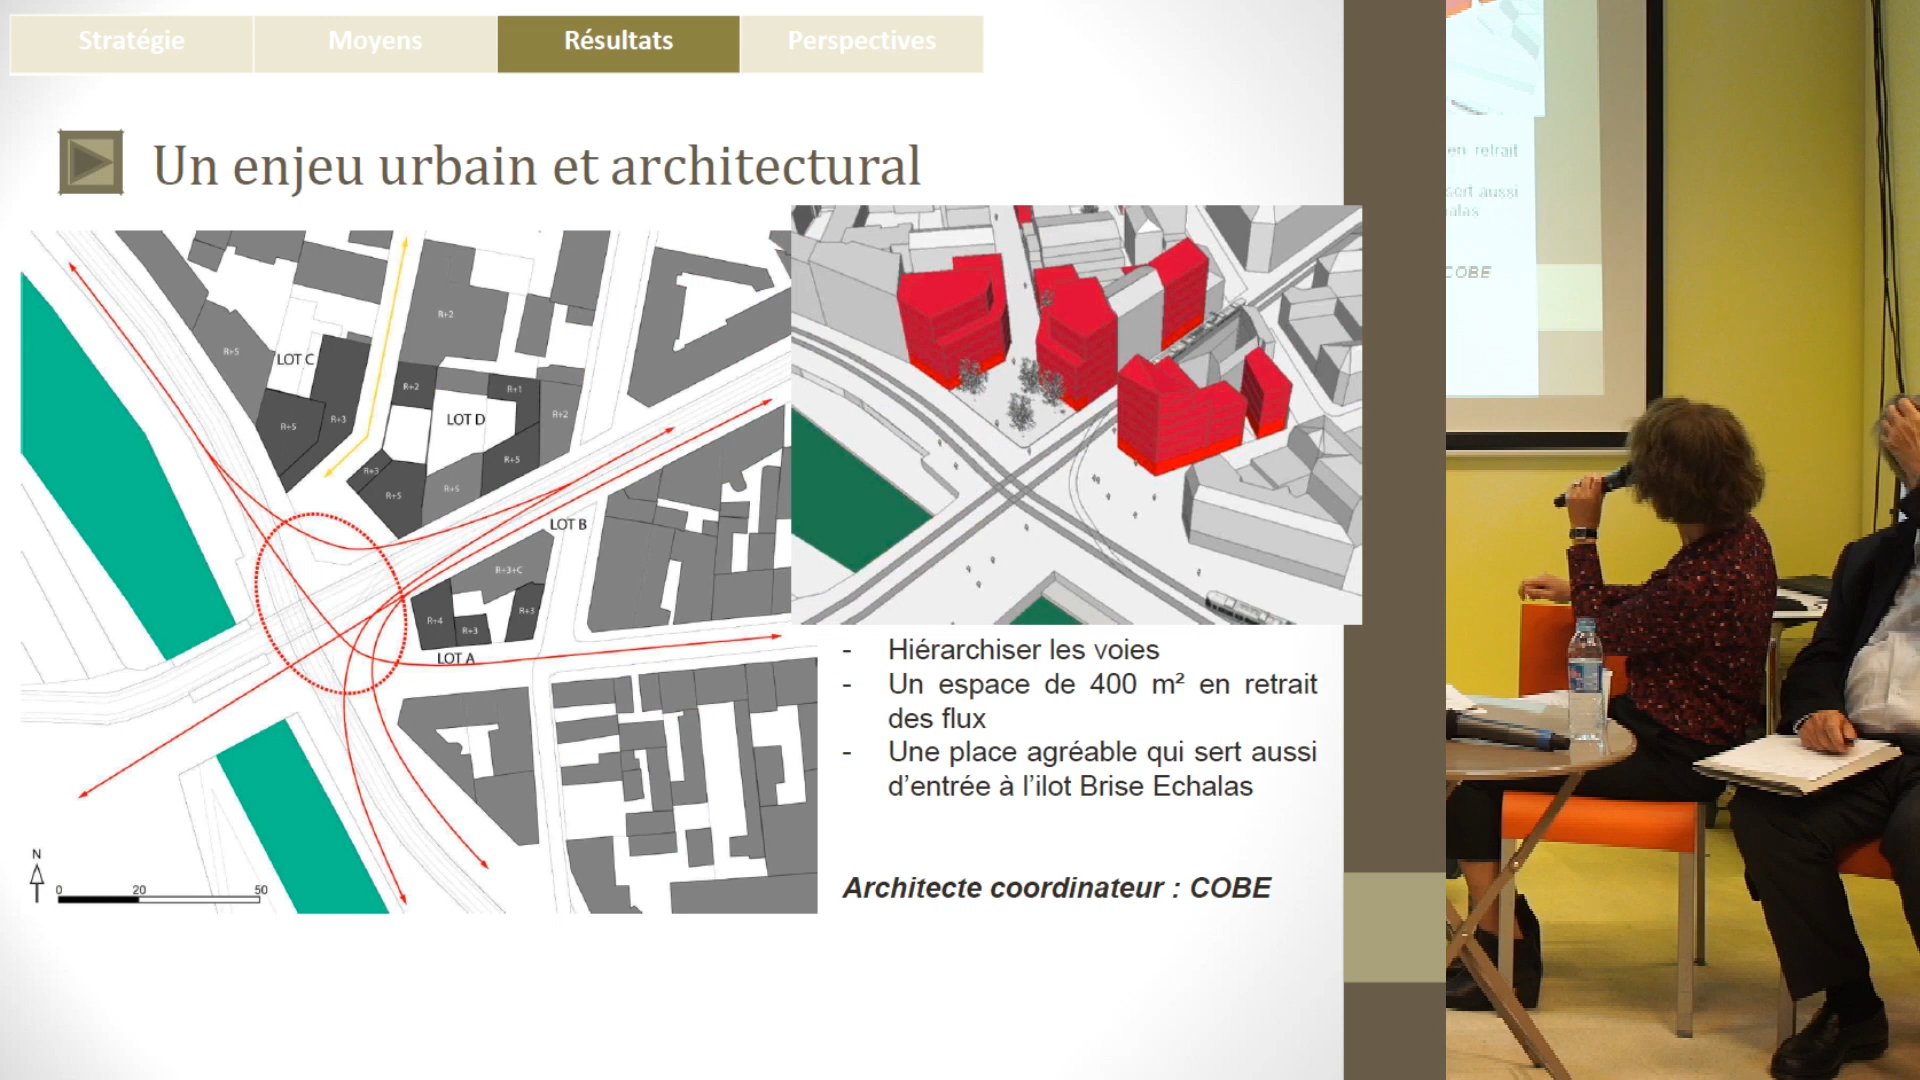 Stratégie Moyens Résultats Perspectives
Un enjeu urbain et architectural
R+2
R+5
LOT C
R+2
R+1
R+3
LOT D
R+2
R+5
R+5
R+3
R+5
R+5
LOT B
R+3+C
R+4
R+3
R+3
LOT A
N
0 20 50
- Hiérarchiser les voies
- Un espace de 400 m² en retrait
des flux
- Une place agréable qui sert aussi
d'entrée à l'ilot Brise Echalas
Architecte coordinateur : COBE
en retrait
sert aussi
alas
COBE